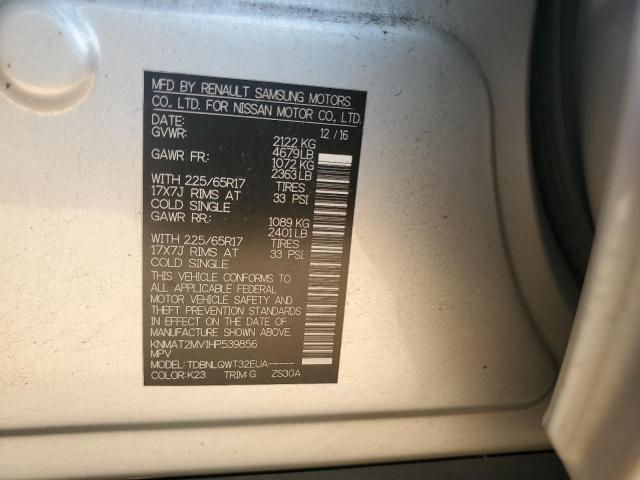 MFD BY RENAULT SAMSUNG MOTORS
CO., LTD. FOR NISSAN MOTOR CO., LTD.
DATE: 12 / 16
GVWR: 2122 KG
4679LB
GAWR FR: 1072 KG
2363 LB
WITH 225/65R17 TIRES
17X7J RIMS AT 33 PSI
COLD SINGLE
GAWR RR: 1089 KG
2401 LB
WITH 225/65R17 TIRES
17X7J RIMS AT 33 PSI
COLD SINGLE
THIS VEHICLE CONFORMS TO
ALL APPLICABLE FEDERAL
MOTOR VEHICLE SAFETY AND
THEFT PREVENTION STANDARDS
IN EFFECT ON THE DATE OF
MANUFACTURE SHOWN ABOVE.
KNMAT2MV1HP539856
MPV
MODEL: TDBNLQWT32EUA-----
COLOR: K23 TRIM: G ZS30A